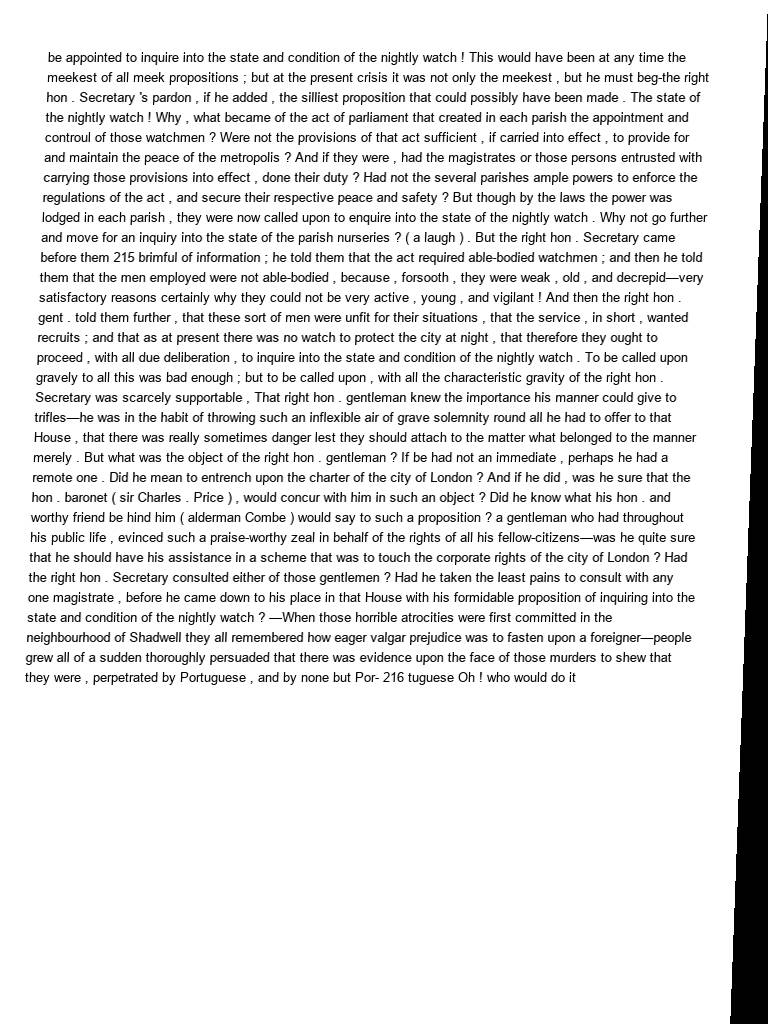 be appointed to inquire into the state and condition of the nightly watch ! This would have been at any time the
meekest of all meek propositions ; but at the present crisis it was not only the meekest , but he must beg-the right
hon . Secretary 's pardon , if he added , the silliest proposition that could possibly have been made . The state of
the nightly watch ! Why , what became of the act of parliament that created in each parish the appointment and
controul of those watchmen ? Were not the provisions of that act sufficient , if carried into effect , to provide for
and maintain the peace of the metropolis ? And if they were , had the magistrates or those persons entrusted with
carrying those provisions into effect , done their duty ? Had not the several parishes ample powers to enforce the
regulations of the act , and secure their respective peace and safety ? But though by the laws the power was
lodged in each parish , they were now called upon to enquire into the state of the nightly watch . Why not go further
and move for an inquiry into the state of the parish nurseries ? ( a laugh ) . But the right hon . Secretary came
before them 215 brimful of information ; he told them that the act required able-bodied watchmen ; and then he told
them that the men employed were not able-bodied , because , forsooth , they were weak , old , and decrepid—very
satisfactory reasons certainly why they could not be very active , young , and vigilant ! And then the right hon .
gent . told them further , that these sort of men were unfit for their situations , that the service , in short , wanted
recruits ; and that as at present there was no watch to protect the city at night , that therefore they ought to
proceed , with all due deliberation , to inquire into the state and condition of the nightly watch . To be called upon
gravely to all this was bad enough ; but to be called upon , with all the characteristic gravity of the right hon .
Secretary was scarcely supportable , That right hon . gentleman knew the importance his manner could give to
trifles—he was in the habit of throwing such an inflexible air of grave solemnity round all he had to offer to that
House , that there was really sometimes danger lest they should attach to the matter what belonged to the manner
merely . But what was the object of the right hon . gentleman ? If be had not an immediate , perhaps he had a
remote one . Did he mean to entrench upon the charter of the city of London ? And if he did , was he sure that the
hon . baronet ( sir Charles . Price ) , would concur with him in such an object ? Did he know what his hon . and
worthy friend be hind him ( alderman Combe ) would say to such a proposition ? a gentleman who had throughout
his public life , evinced such a praise-worthy zeal in behalf of the rights of all his fellow-citizens—was he quite sure
that he should have his assistance in a scheme that was to touch the corporate rights of the city of London ? Had
the right hon . Secretary consulted either of those gentlemen ? Had he taken the least pains to consult with any
one magistrate , before he came down to his place in that House with his formidable proposition of inquiring into the
state and condition of the nightly watch ? —When those horrible atrocities were first committed in the
neighbourhood of Shadwell they all remembered how eager valgar prejudice was to fasten upon a foreigner—people
grew all of a sudden thoroughly persuaded that there was evidence upon the face of those murders to shew that
they were , perpetrated by Portuguese , and by none but Por- 216 tuguese Oh ! who would do it